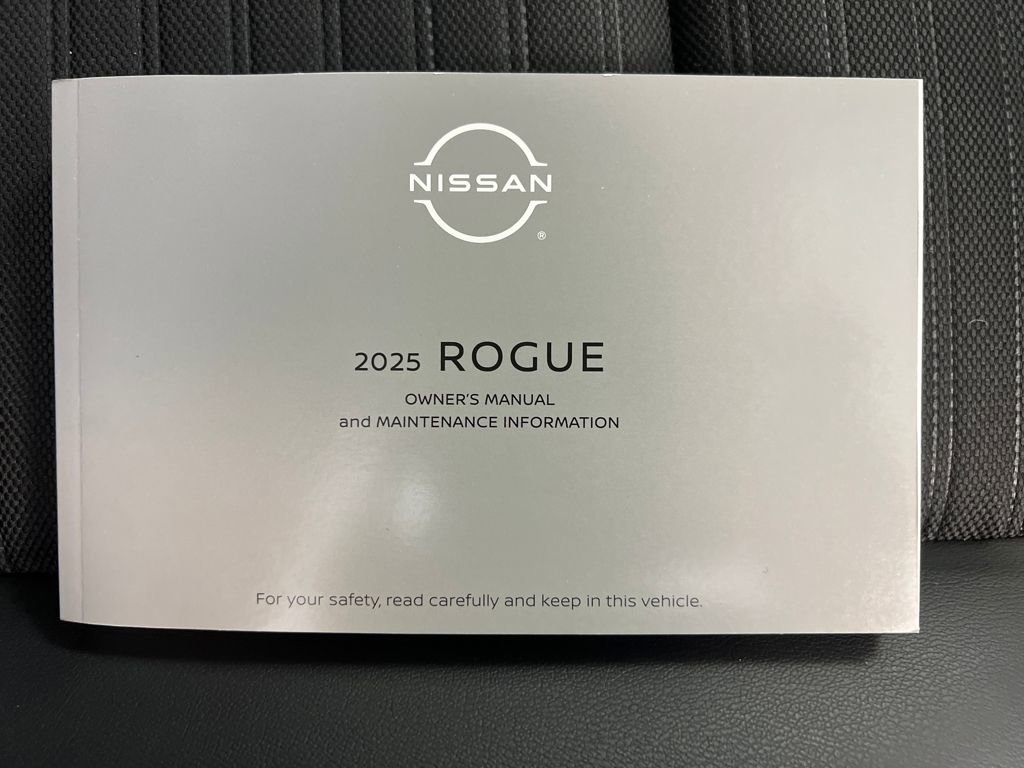 NISSAN
®
2025 ROGUE
OWNER'S MANUAL
and MAINTENANCE INFORMATION
For your safety, read carefully and keep in this vehicle.